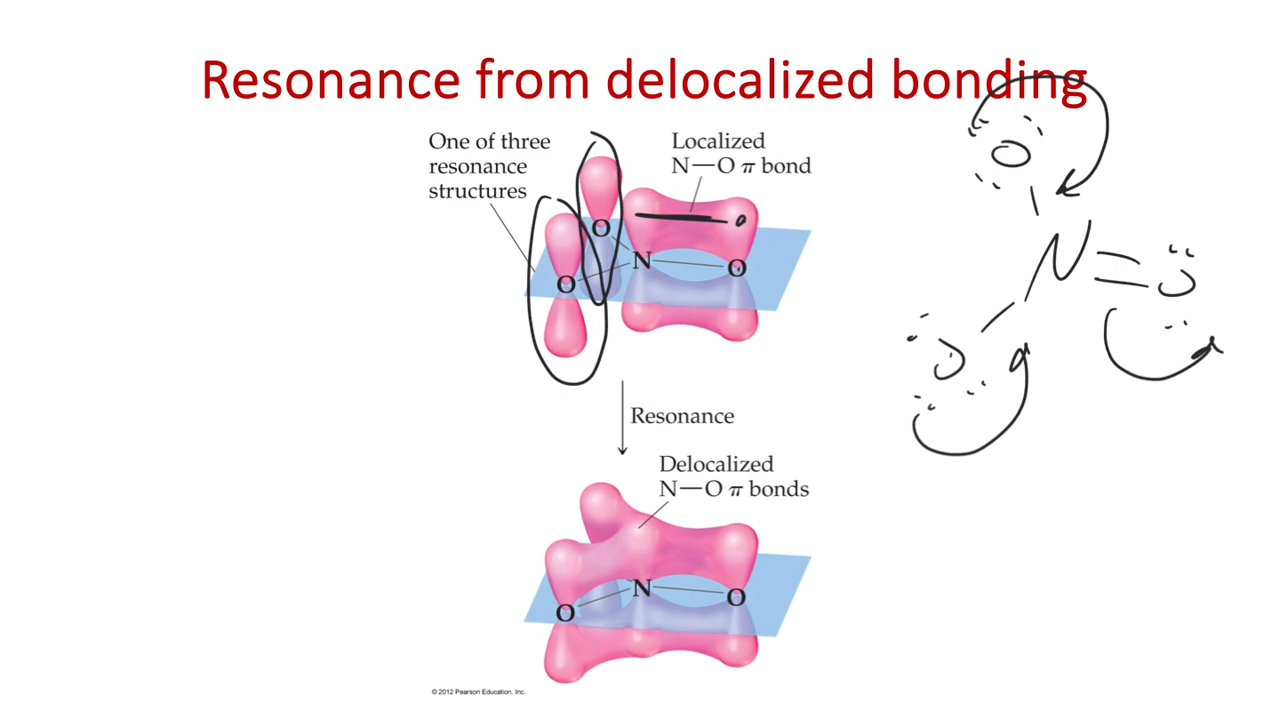 Resonance from delocalized bonding
One of three
resonance
structures
Localized
N—O π bond
O
O
N
O
O
N
O
Resonance
Delocalized
N—O π bonds
N
O
O
© 2012 Pearson Education, Inc.